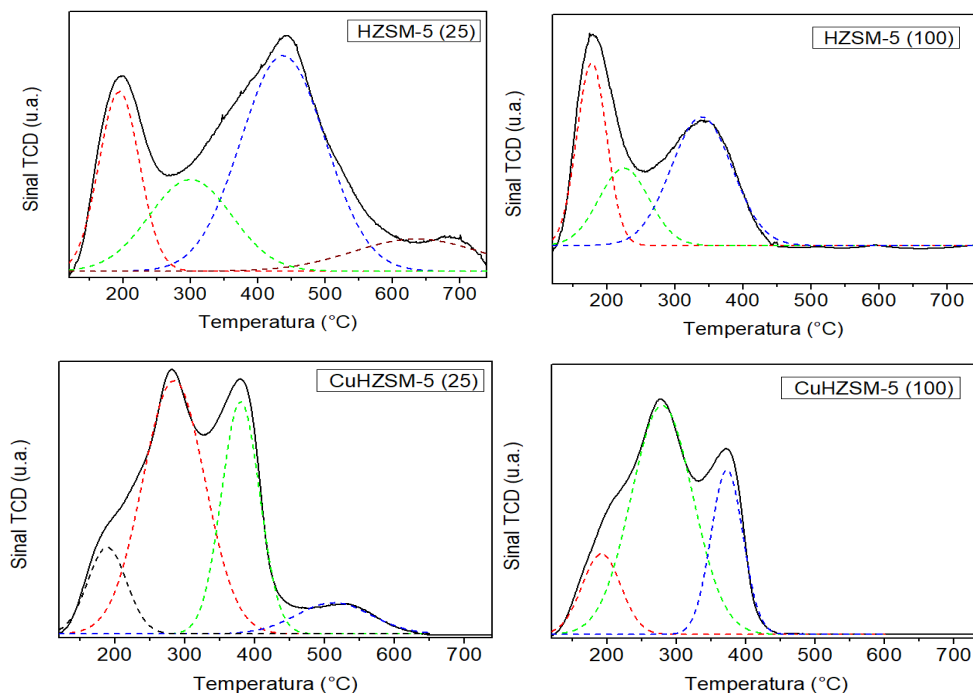 HZSM-5 (25)
Sinal TCD (u.a.)
200 300 400 500 600 700
Temperatura (°C)
HZSM-5 (100)
Sinal TCD (u.a.)
200 300 400 500 600 700
Temperatura (°C)
CuHZSM-5 (25)
Sinal TCD (u.a.)
200 300 400 500 600 700
Temperatura (°C)
CuHZSM-5 (100)
Sinal TCD (u.a.)
200 300 400 500 600 700
Temperatura (°C)